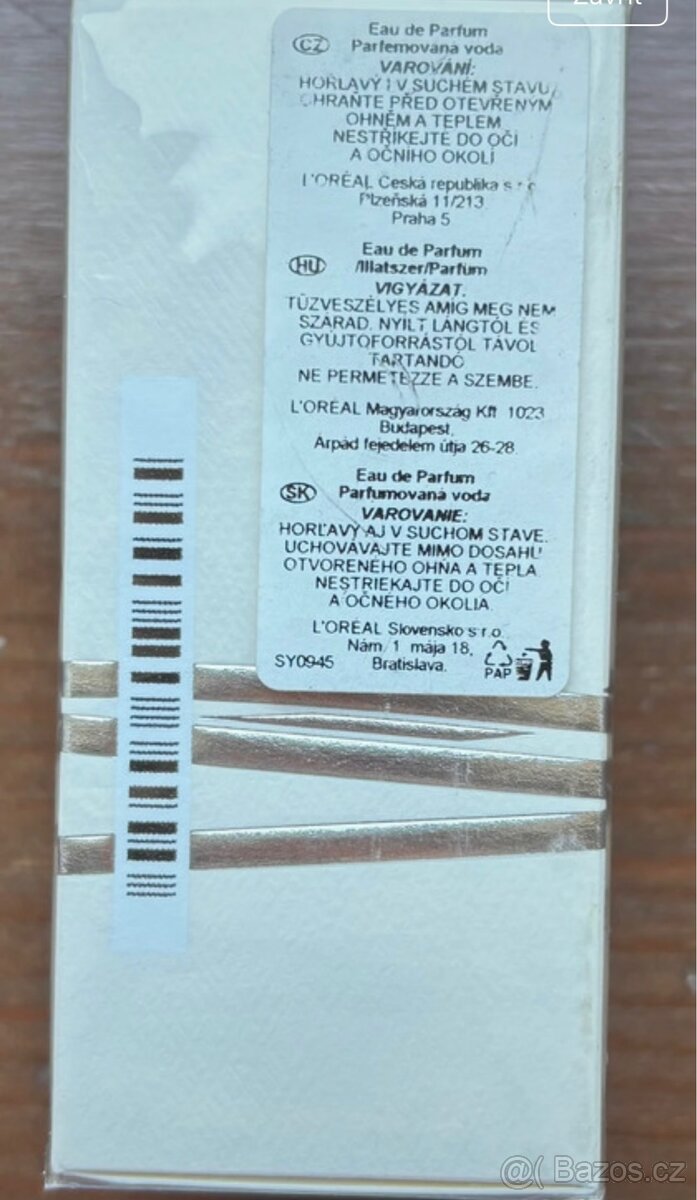 Zavřít
Eau de Parfum
CZ Parfemovaná voda
VAROVÁNÍ:
HOŘLAVÝ I V SUCHÉM STAVU,
CHRAŇTE PŘED OTEVŘENÝM
OHNĚM A TEPLEM
NESTŘÍKEJTE DO OČÍ
A OČNÍHO OKOLÍ
L'ORÉAL Česká republika s.r.o.
Plzeňská 11/213
Praha 5
Eau de Parfum
HU /Illatszer/Parfüm
VIGYÁZAT.
TŰZVESZÉLYES AMÍG MEG NEM
SZÁRAD. NYÍLT LÁNGTÓL ÉS
GYÚJTÓFORRÁSTÓL TÁVOL
TARTANDÓ
NE PERMETEZZE A SZEMBE.
L'ORÉAL Magyarország Kft 1023
Budapest,
Árpád fejedelem útja 26-28.
Eau de Parfum
SK Parfumovaná voda
VAROVANIE:
HORĽAVÝ AJ V SUCHOM STAVE.
UCHOVÁVAJTE MIMO DOSAHU
OTVORENÉHO OHŇA A TEPLA
NESTRIEKAJTE DO OČÍ
A OČNÉHO OKOLIA.
L'ORÉAL Slovensko s.r.o.
Nám. 1. mája 18,
SY0945 Bratislava. PAP
Bazos.cz